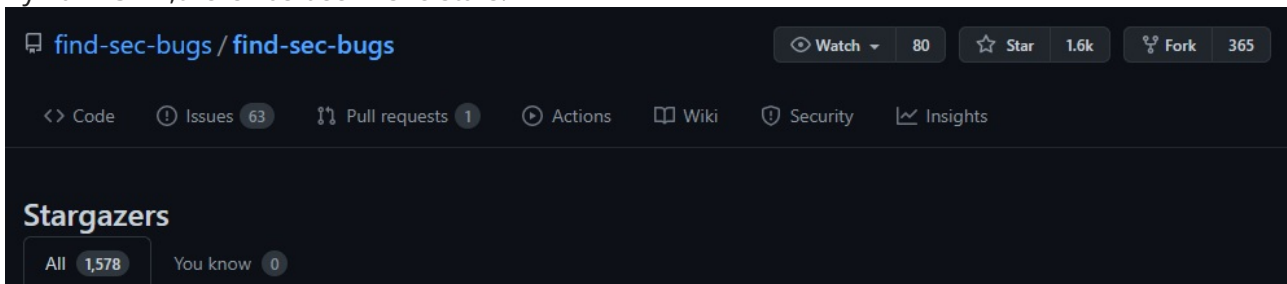 find-sec-bugs / find-sec-bugs Watch 80 Star 1.6k Fork 365
Code Issues 63 Pull requests 1 Actions Wiki Security Insights
Stargazers
All 1,578 You know 0